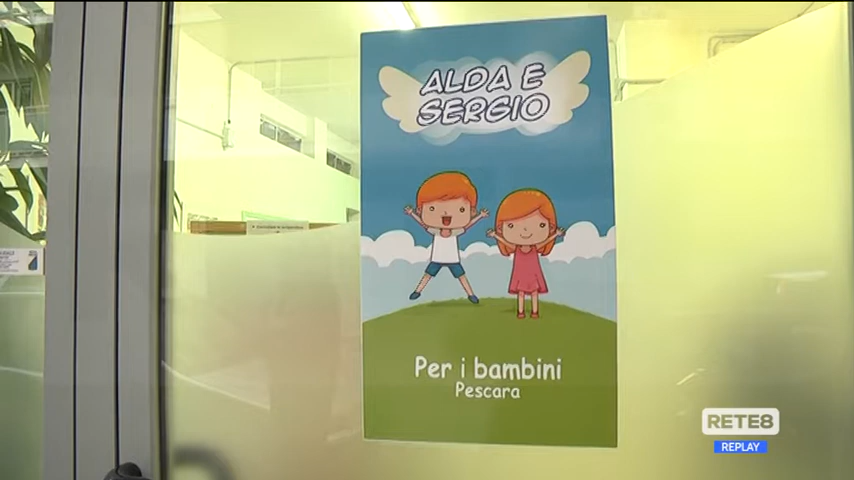 ALDA E
SERGIO
Per i bambini
Pescara
RETE8
REPLAY